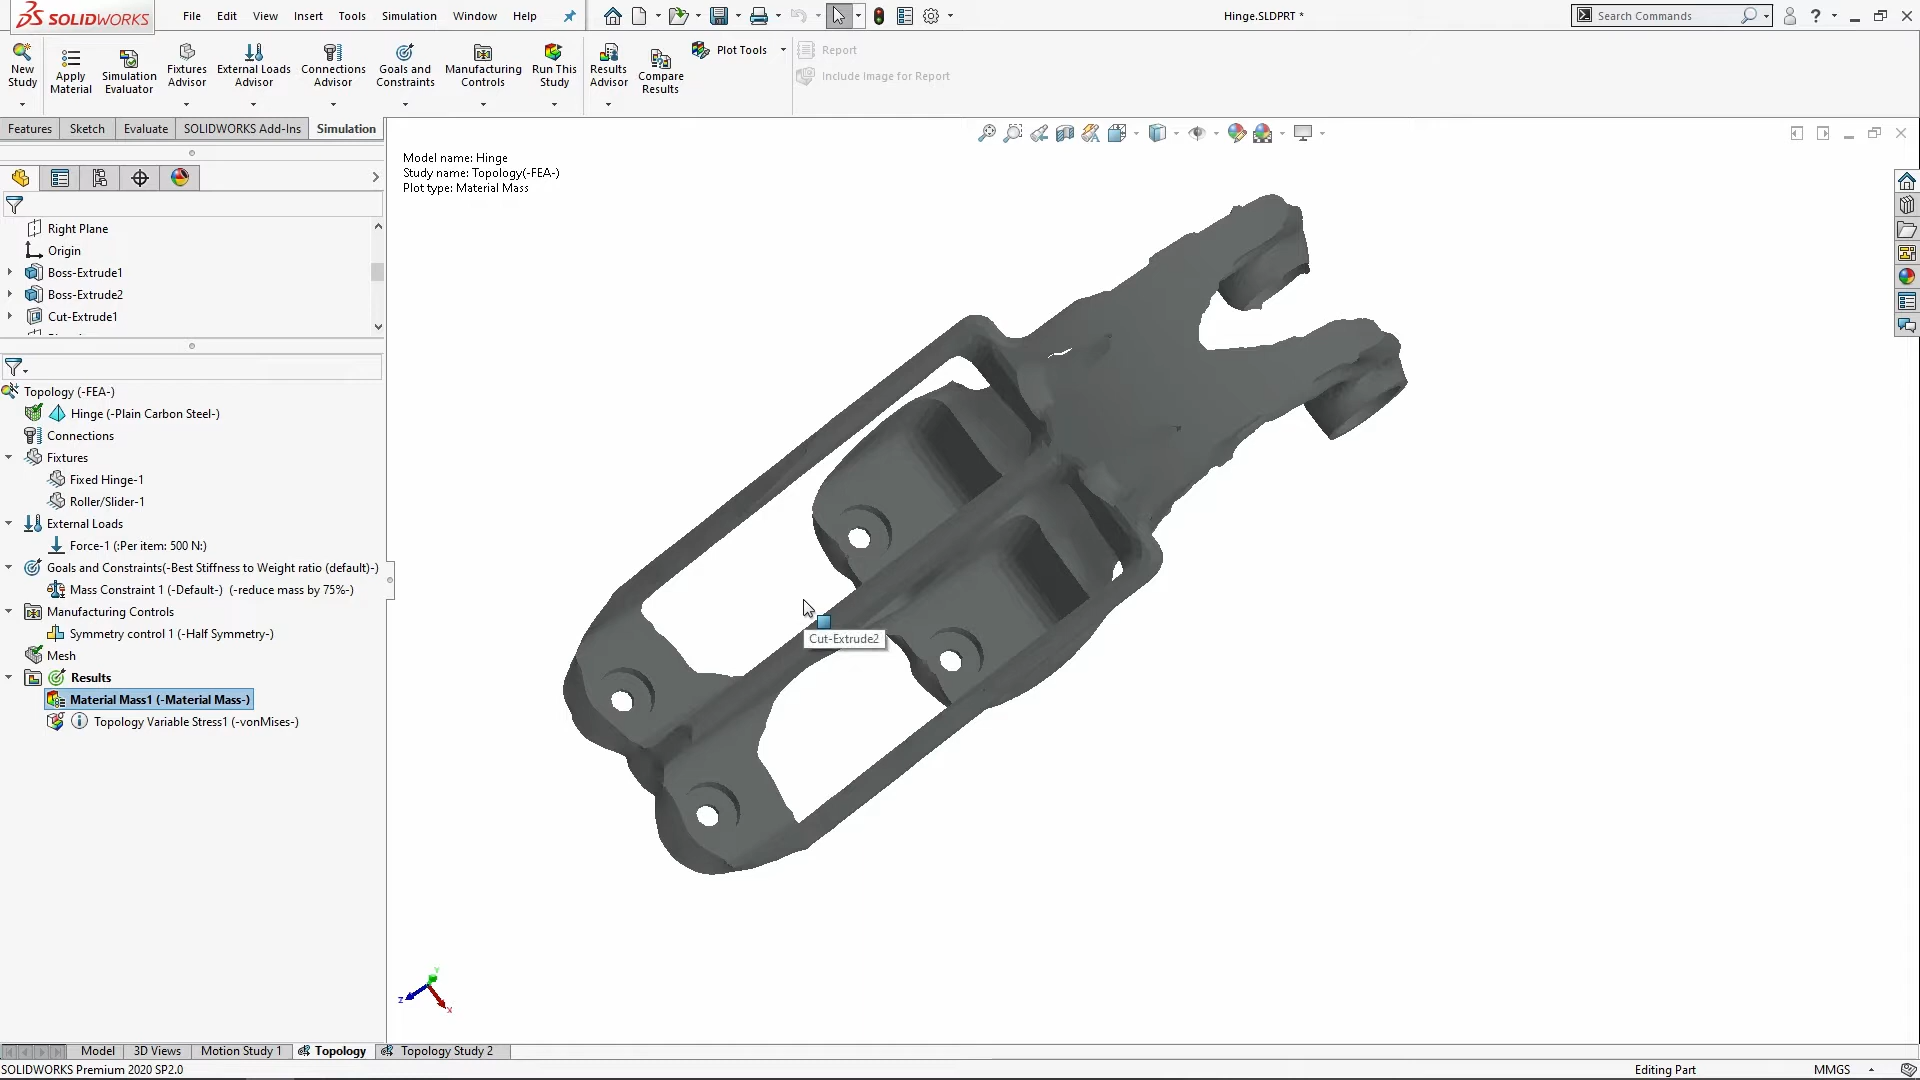 SOLIDWORKS
File Edit View Insert Tools Simulation Window Help
Hinge.SLDPRT *
Search Commands
?
New Study
Apply Material
Simulation Evaluator
Fixtures Advisor
External Loads Advisor
Connections Advisor
Goals and Constraints
Manufacturing Controls
Run This Study
Results Advisor
Compare Results
Plot Tools
Report
Include Image for Report
Features Sketch Evaluate SOLIDWORKS Add-Ins Simulation
Right Plane
Origin
Boss-Extrude1
Boss-Extrude2
Cut-Extrude1
Topology (-FEA-)
Hinge (-Plain Carbon Steel-)
Connections
Fixtures
Fixed Hinge-1
Roller/Slider-1
External Loads
Force-1 (:Per item: 500 N:)
Goals and Constraints(-Best Stiffness to Weight ratio (default)-)
Mass Constraint 1 (-Default-) (-reduce mass by 75%-)
Manufacturing Controls
Symmetry control 1 (-Half Symmetry-)
Mesh
Results
Material Mass1 (-Material Mass-)
Topology Variable Stress1 (-vonMises-)
Model name: Hinge
Study name: Topology(-FEA-)
Plot type: Material Mass
Cut-Extrude2
Y
Z
X
Model 3D Views Motion Study 1 Topology Topology Study 2
SOLIDWORKS Premium 2020 SP2.0
Editing Part
MMGS